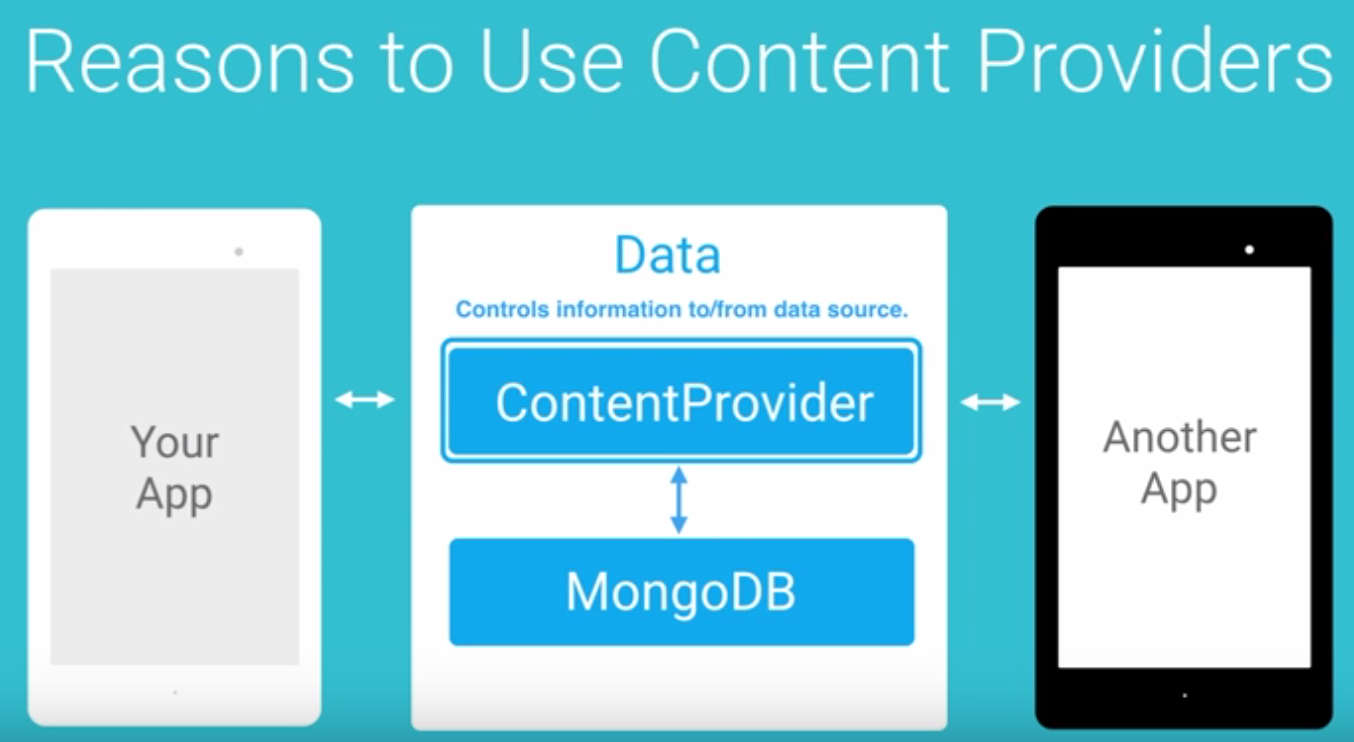 Reasons to Use Content Providers
Your
App
Data
Controls information to/from data source.
ContentProvider
MongoDB
Another
App